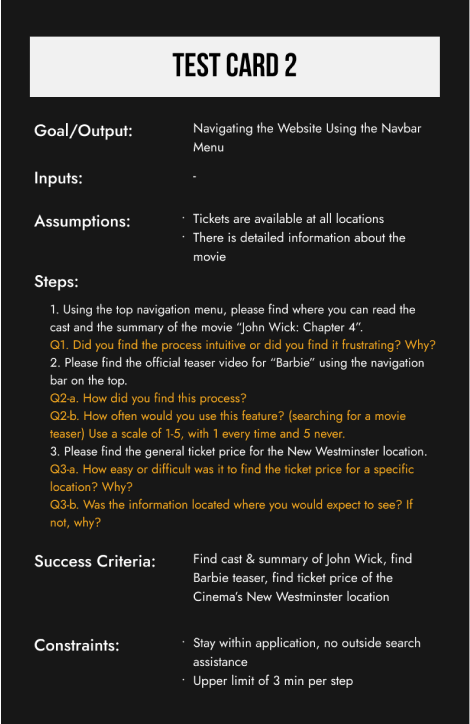 TEST CARD 2
Goal/Output:
Navigating the Website Using the Navbar
Menu
Inputs:
-
Assumptions:
· Tickets are available at all locations
· There is detailed information about the
movie
Steps:
1. Using the top navigation menu, please find where you can read the
cast and the summary of the movie “John Wick: Chapter 4”.
Q1. Did you find the process intuitive or did you find it frustrating? Why?
2. Please find the official teaser video for “Barbie” using the navigation
bar on the top.
Q2-a. How did you find this process?
Q2-b. How often would you use this feature? (searching for a movie
teaser) Use a scale of 1-5, with 1 every time and 5 never.
3. Please find the general ticket price for the New Westminster location.
Q3-a. How easy or difficult was it to find the ticket price for a specific
location? Why?
Q3-b. Was the information located where you would expect to see? If
not, why?
Success Criteria:
Find cast & summary of John Wick, find
Barbie teaser, find ticket price of the
Cinema’s New Westminster location
Constraints:
· Stay within application, no outside search
assistance
· Upper limit of 3 min per step